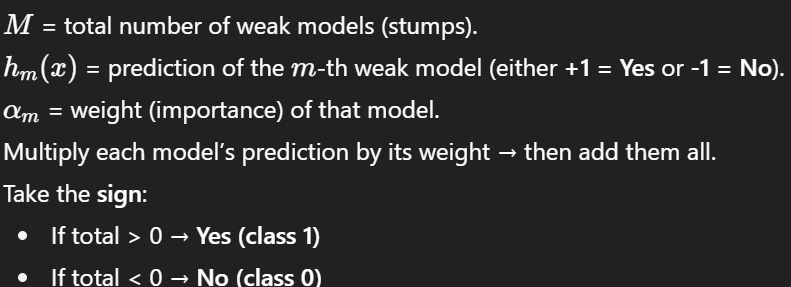 M = total number of weak models (stumps).
hₘ(x) = prediction of the m-th weak model (either +1 = Yes or -1 = No).
αₘ = weight (importance) of that model.
Multiply each model's prediction by its weight → then add them all.
Take the sign:
• If total > 0 → Yes (class 1)
• If total < 0 → No (class 0)